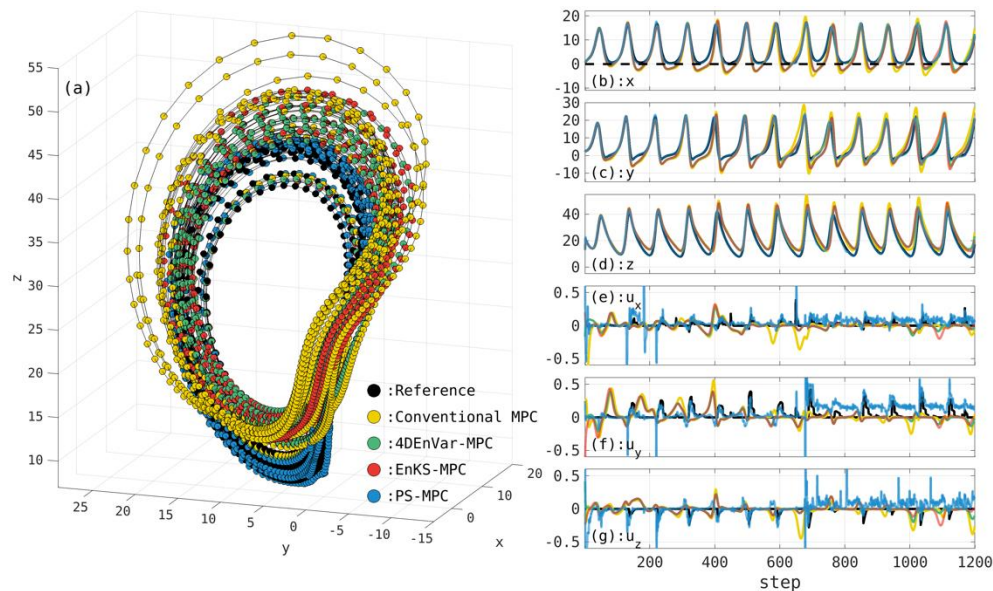 (a)
55
50
45
40
35
30
25
20
15
10
z
25 20 15 10 5 0 -5 -10 -15
y
0 10 20
x
:Reference
:Conventional MPC
:4DEnVar-MPC
:EnKS-MPC
:PS-MPC
20
10
0
-10
(b):x
30
20
10
0
-10
(c):y
40
20
0
(d):z
0.5
0
-0.5
(e):u_x
0.5
0
-0.5
(f):u_y
0.5
0
-0.5
(g):u_z
200 400 600 800 1000 1200
step